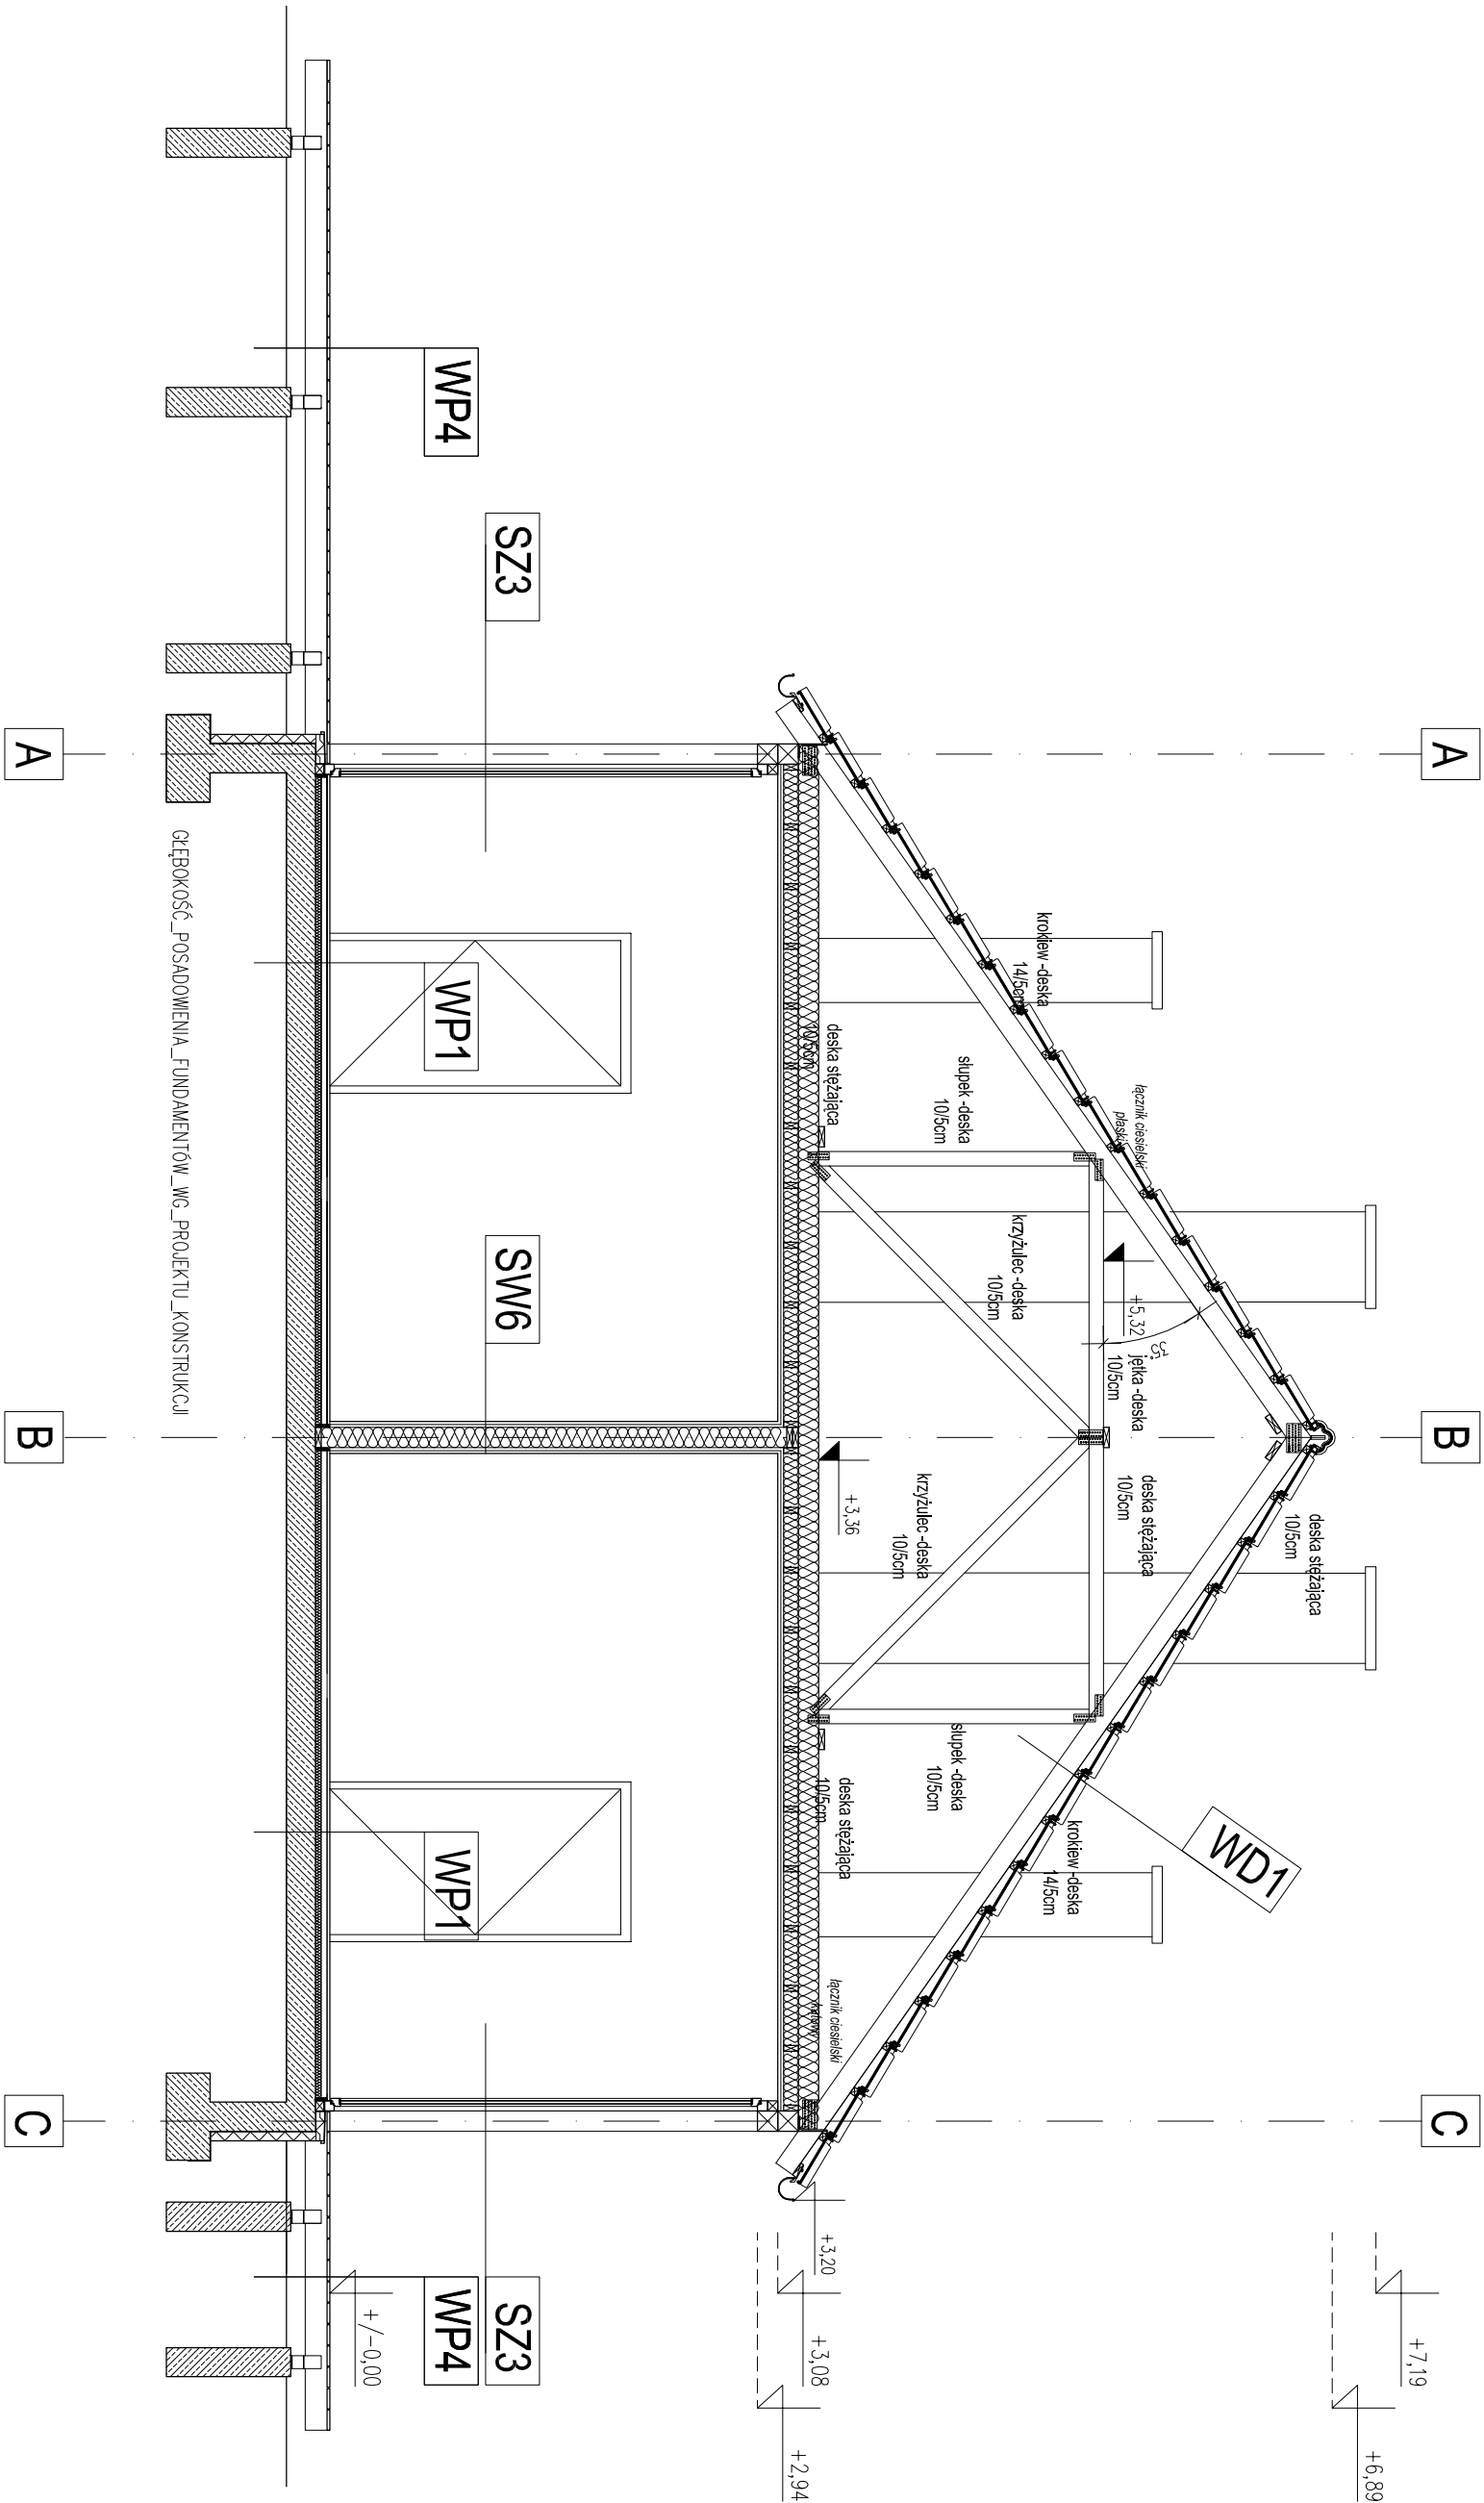 A
B
C
+7,19
+6,89
deska stężająca
10/5cm
łącznik ciesielski
płaski
35°
+5,32
jętka -deska
10/5cm
deska stężająca
10/5cm
WD1
krokiew -deska
14/5cm
krokiew -deska
14/5cm
słupek -deska
10/5cm
krzyżulec -deska
10/5cm
krzyżulec -deska
10/5cm
słupek -deska
10/5cm
deska stężająca
10/5cm
+3,36
deska stężająca
10/5cm
łącznik ciesielski
+3,20
+3,08
+2,94
SZ3
SW6
SZ3
WP4
WP1
WP1
WP4
+/-0,00
GŁĘBOKOŚĆ_POSADOWIENIA_FUNDAMENTÓW_WG_PROJEKTU_KONSTRUKCJI
A
B
C